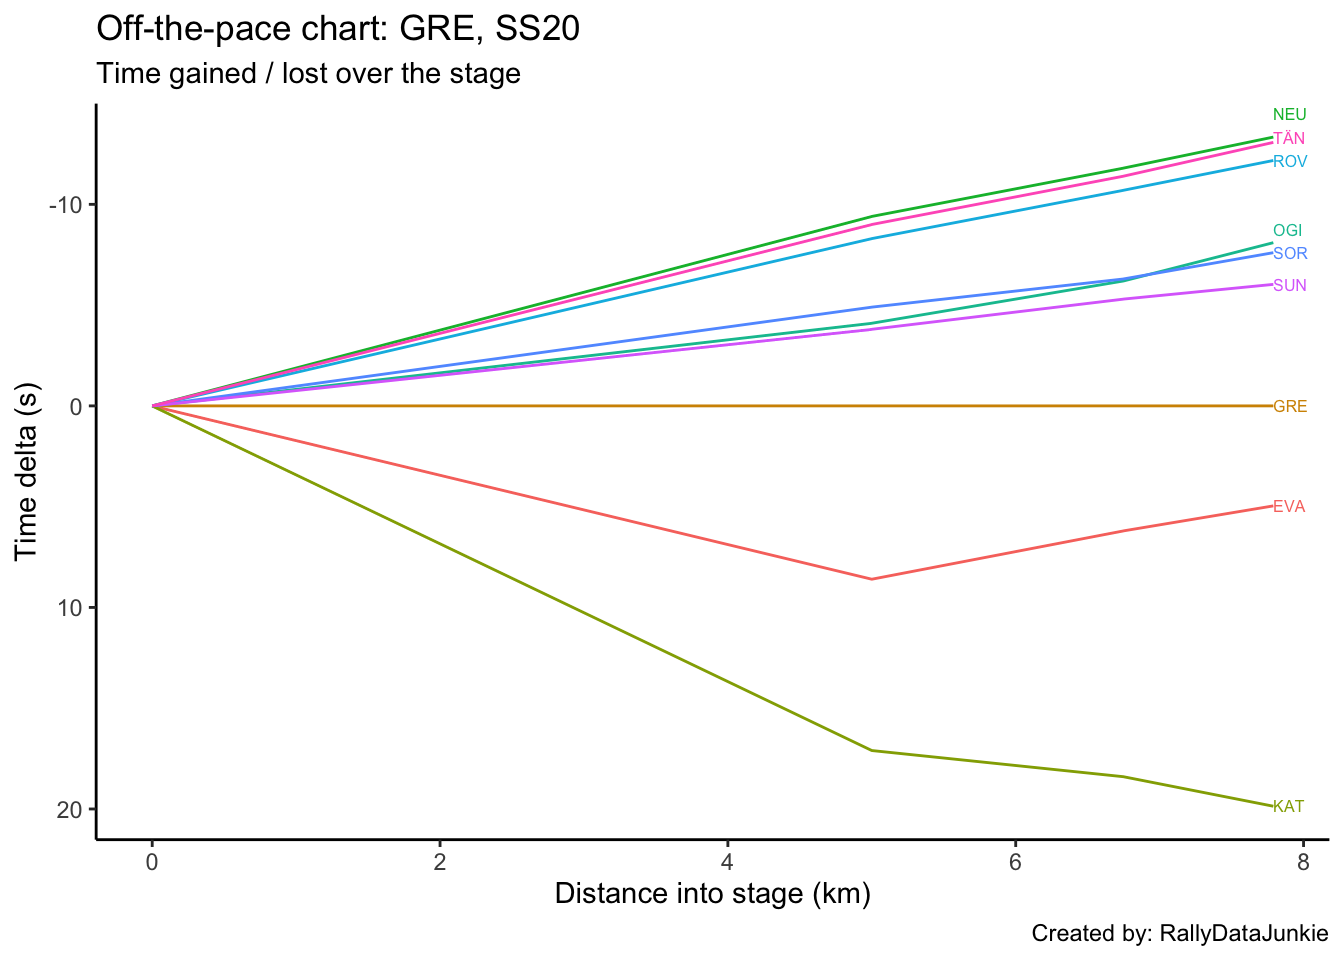 Off-the-pace chart: GRE, SS20
Time gained / lost over the stage
NEU
TÄN
ROV
-10
OGI
SOR
SUN
0
GRE
EVA
10
20
KAT
Time delta (s)
0 2 4 6 8
Distance into stage (km)
Created by: RallyDataJunkie